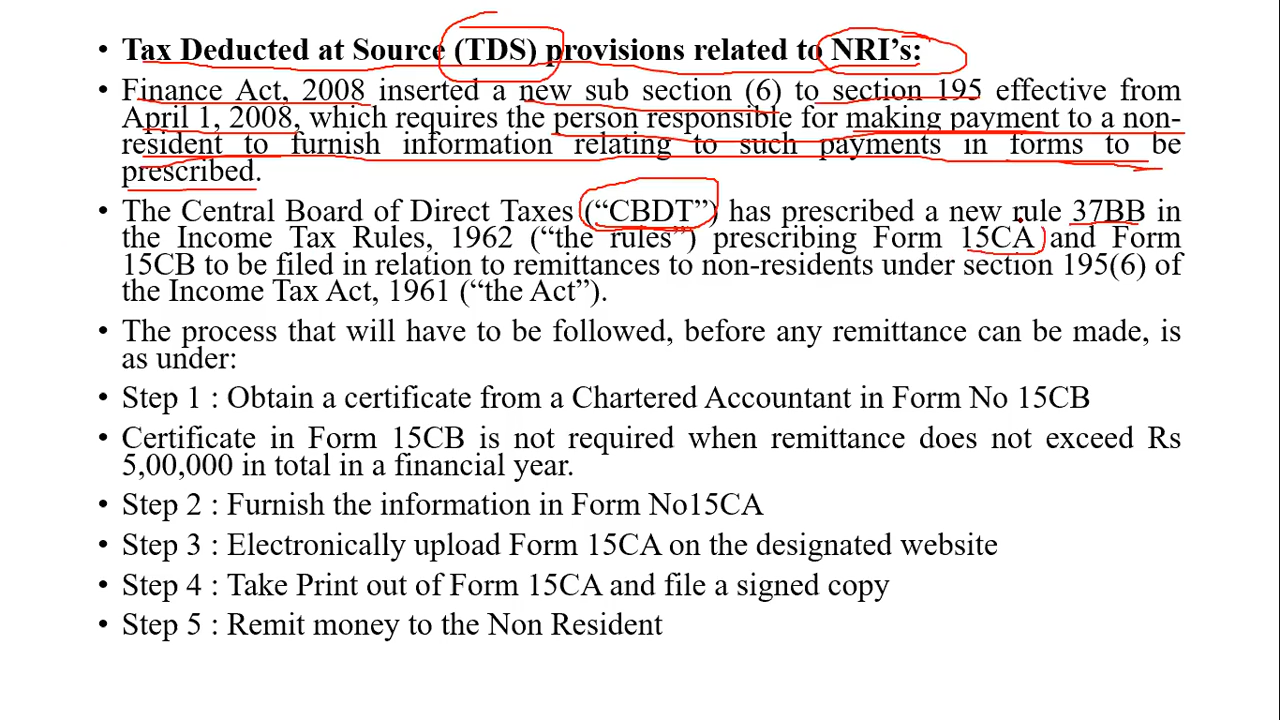 • Tax Deducted at Source (TDS) provisions related to NRI's:
• Finance Act, 2008 inserted a new sub section (6) to section 195 effective from
April 1, 2008, which requires the person responsible for making payment to a non-
resident to furnish information relating to such payments in forms to be
prescribed.
• The Central Board of Direct Taxes (“CBDT”) has prescribed a new rule 37BB in
the Income Tax Rules, 1962 (“the rules”) prescribing Form 15CA and Form
15CB to be filed in relation to remittances to non-residents under section 195(6) of
the Income Tax Act, 1961 (“the Act”).
• The process that will have to be followed, before any remittance can be made, is
as under:
• Step 1 : Obtain a certificate from a Chartered Accountant in Form No 15CB
• Certificate in Form 15CB is not required when remittance does not exceed Rs
5,00,000 in total in a financial year.
• Step 2 : Furnish the information in Form No15CA
• Step 3 : Electronically upload Form 15CA on the designated website
• Step 4 : Take Print out of Form 15CA and file a signed copy
• Step 5 : Remit money to the Non Resident